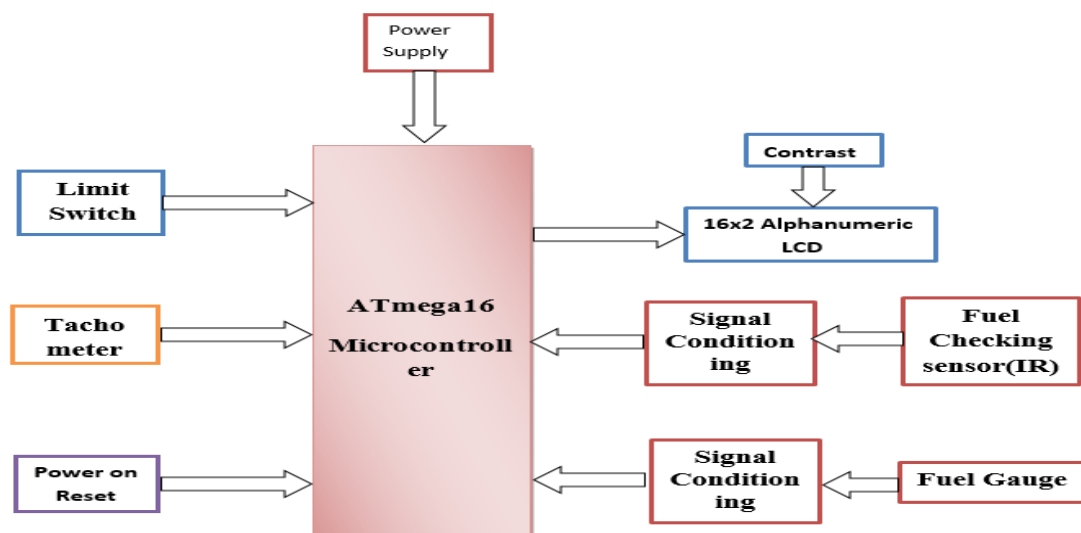 Power
Supply
Contrast
Limit
Switch
16x2 Alphanumeric
LCD
ATmega16
Microcontroll
er
Tacho
meter
Signal
Condition
ing
Fuel
Checking
sensor(IR)
Power on
Reset
Signal
Condition
ing
Fuel Gauge